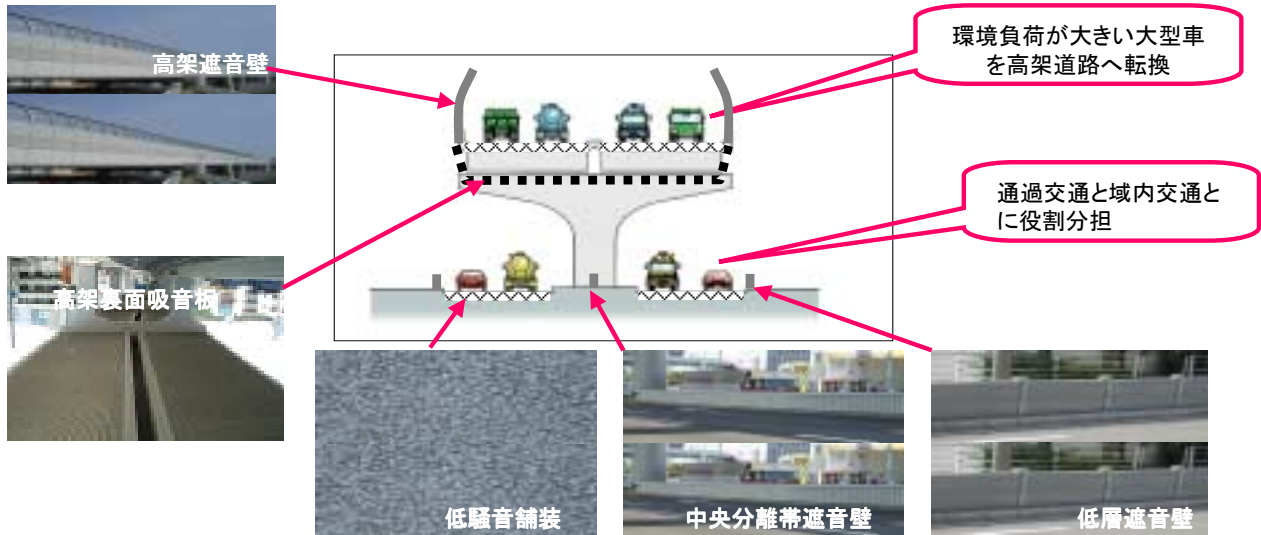 高架遮音壁
環境負荷が大きい大型車
を高架道路へ転換
通過交通と域内交通と
に役割分担
高架裏面吸音板
低騒音舗装
中央分離帯遮音壁
低層遮音壁